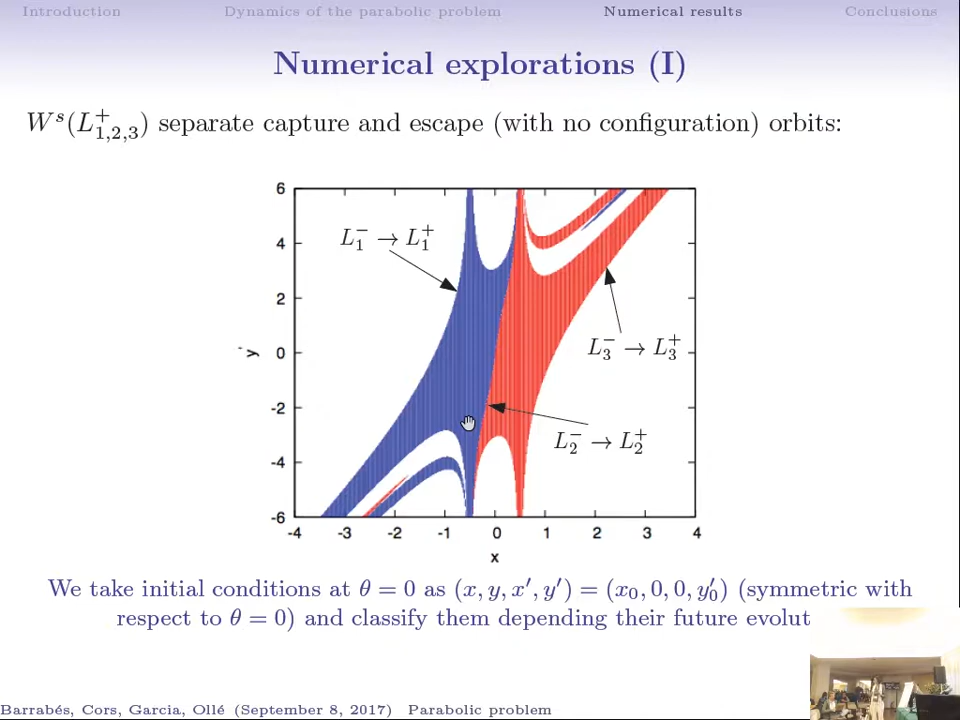 Introduction Dynamics of the parabolic problem Numerical results Conclusions
Numerical explorations (I)
W^s(L^+_{1,2,3}) separate capture and escape (with no configuration) orbits:
6
4
2
0
-2
-4
-6
y'
L_1^- → L_1^+
L_3^- → L_3^+
L_2^- → L_2^+
-4 -3 -2 -1 0 1 2 3 4
x
We take initial conditions at θ = 0 as (x, y, x′, y′) = (x_0, 0, 0, y′_0) (symmetric with
respect to θ = 0) and classify them depending their future evolut
Barrabés, Cors, Garcia, Ollé (September 8, 2017) Parabolic problem